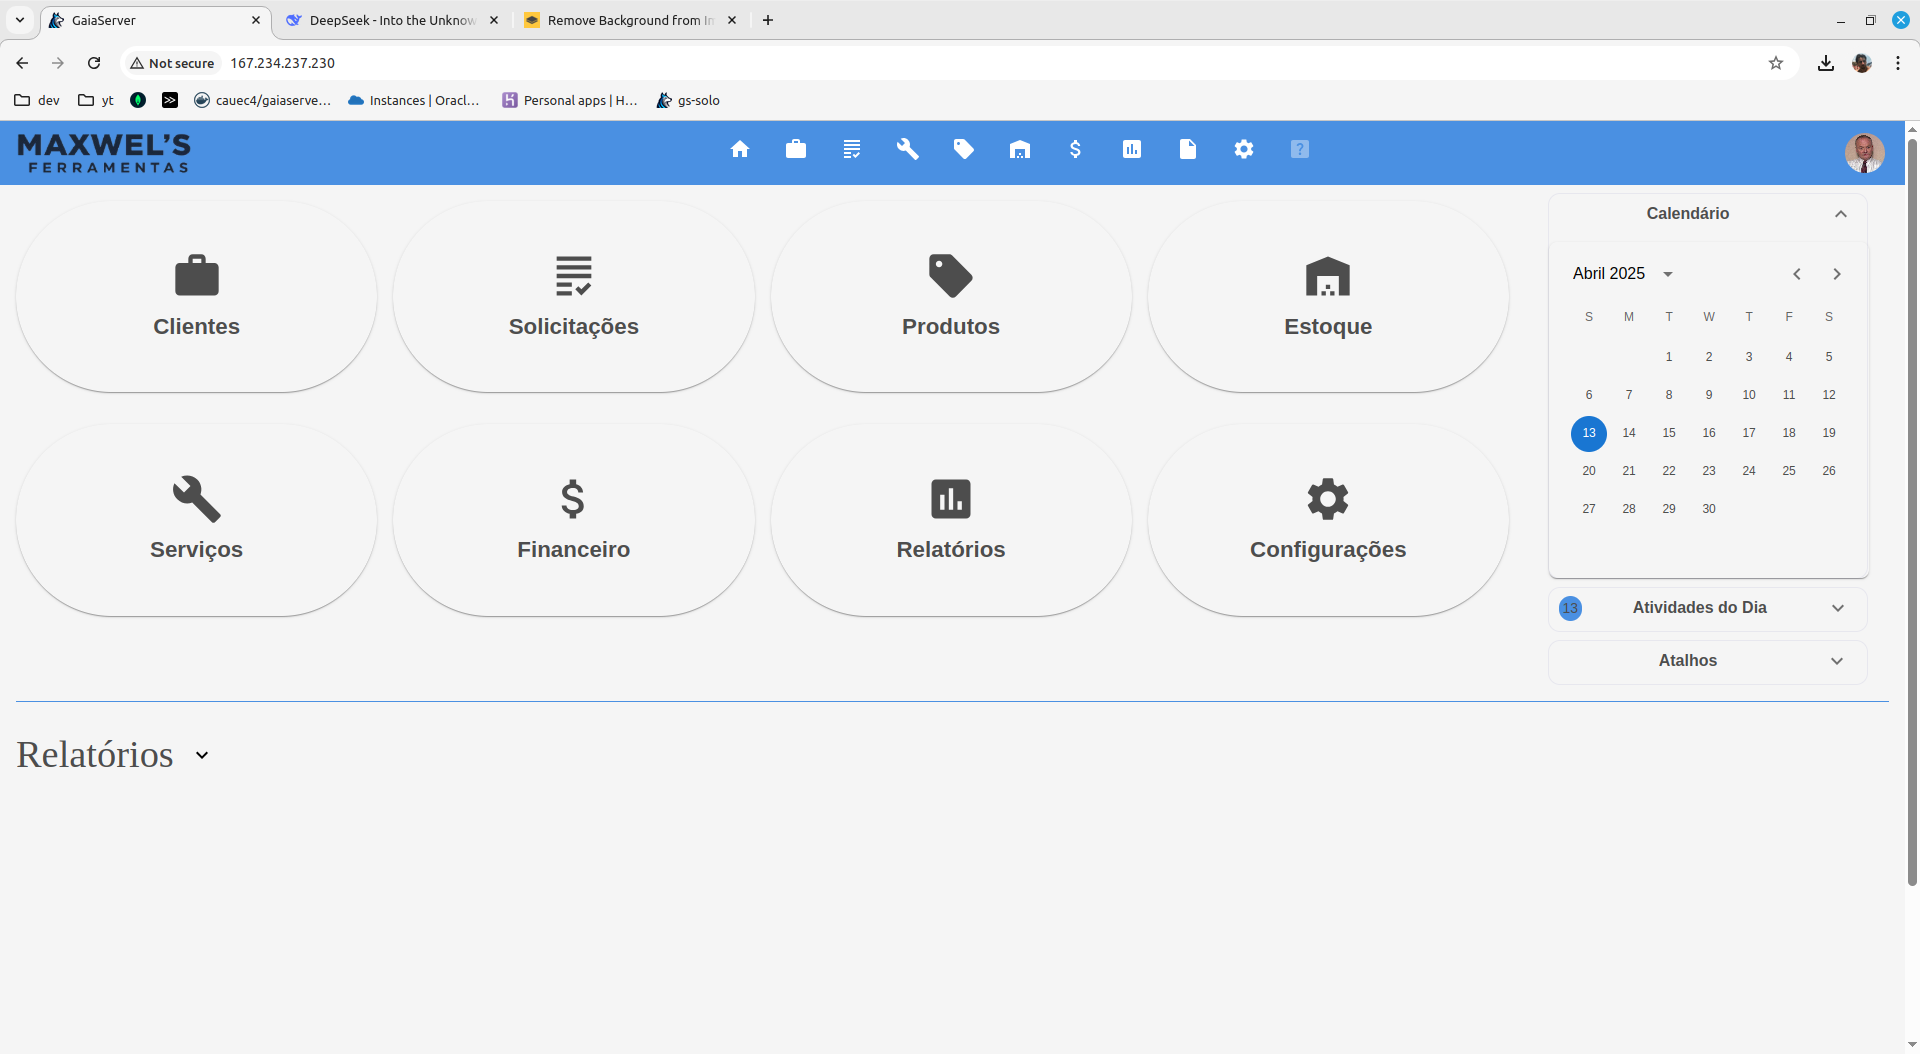 GaiaServer
DeepSeek - Into the Unknow
Remove Background from Im
Not secure
167.234.237.230
dev
yt
cauec4/gaiaserve...
Instances | Oracl...
Personal apps | H...
gs-solo
MAXWEL'S
FERRAMENTAS
$
?
Clientes
Solicitações
Produtos
Estoque
Serviços
$
Financeiro
Relatórios
Configurações
Calendário
Abril 2025
S M T W T F S
1 2 3 4 5
6 7 8 9 10 11 12
13 14 15 16 17 18 19
20 21 22 23 24 25 26
27 28 29 30
13 Atividades do Dia
Atalhos
Relatórios